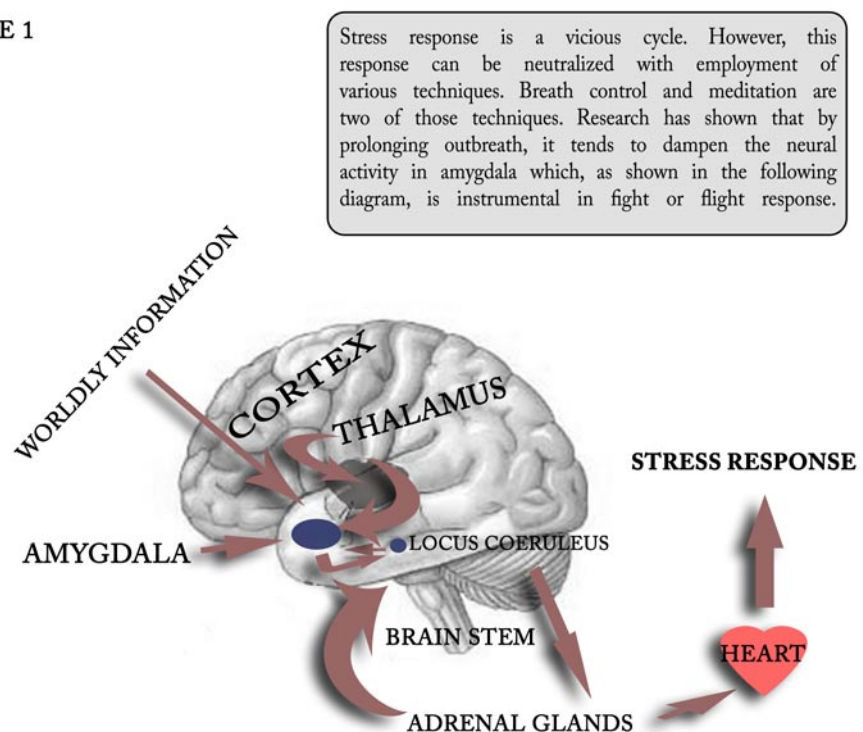 E 1
Stress response is a vicious cycle. However, this
response can be neutralized with employment of
various techniques. Breath control and meditation are
two of those techniques. Research has shown that by
prolonging outbreath, it tends to dampen the neural
activity in amygdala which, as shown in the following
diagram, is instrumental in fight or flight response.
WORLDLY INFORMATION
CORTEX
THALAMUS
STRESS RESPONSE
AMYGDALA
LOCUS COERULEUS
BRAIN STEM
HEART
ADRENAL GLANDS